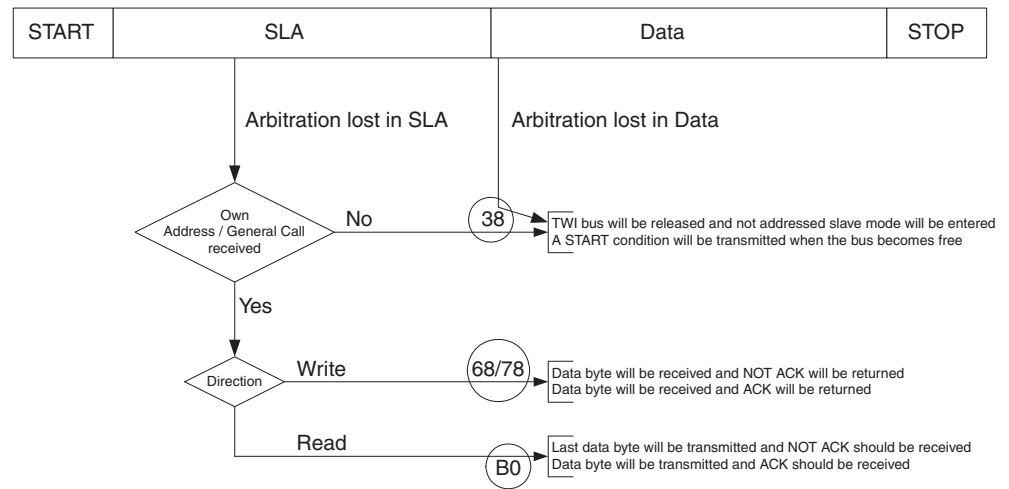 START SLA Data STOP
Arbitration lost in SLA Arbitration lost in Data
Own
Address / General Call
received
No
38
TWI bus will be released and not addressed slave mode will be entered
A START condition will be transmitted when the bus becomes free
Yes
Direction
Write
68/78
Data byte will be received and NOT ACK will be returned
Data byte will be received and ACK will be returned
Read
B0
Last data byte will be transmitted and NOT ACK should be received
Data byte will be transmitted and ACK should be received